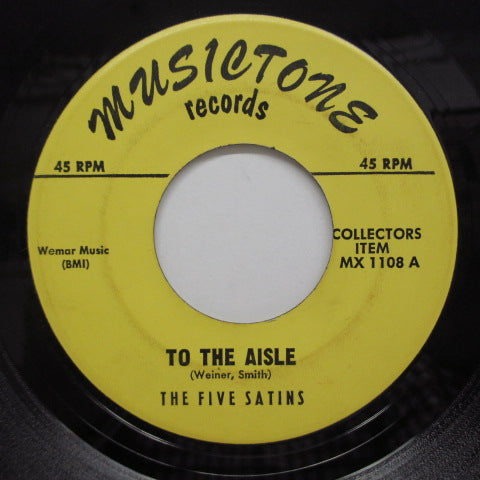 MUSICTONE
records
45 RPM
45 RPM
Wemar Music
(BMI)
COLLECTORS
ITEM
MX 1108 A
TO THE AISLE
(Weiner, Smith)
THE FIVE SATINS